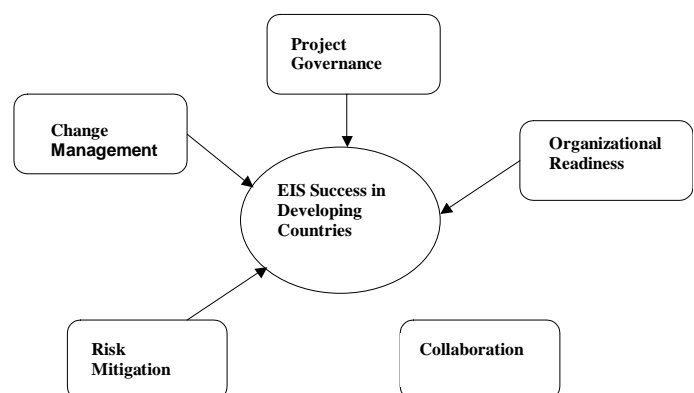 Project
Governance
Change
Management
Organizational
Readiness
EIS Success in
Developing
Countries
Risk
Mitigation
Collaboration